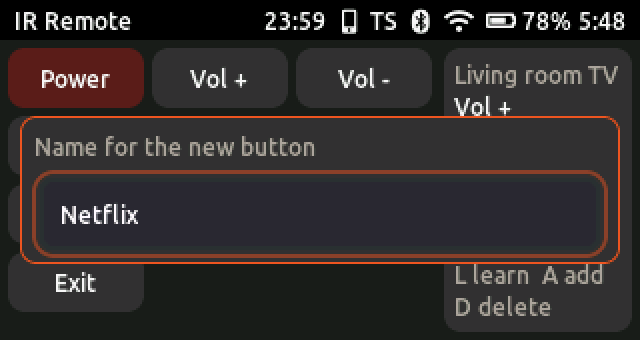 IR Remote 23:59 TS 78% 5:48
Power Vol + Vol - Living room TV
Vol +
Name for the new button
Netflix
Exit L learn A add
D delete